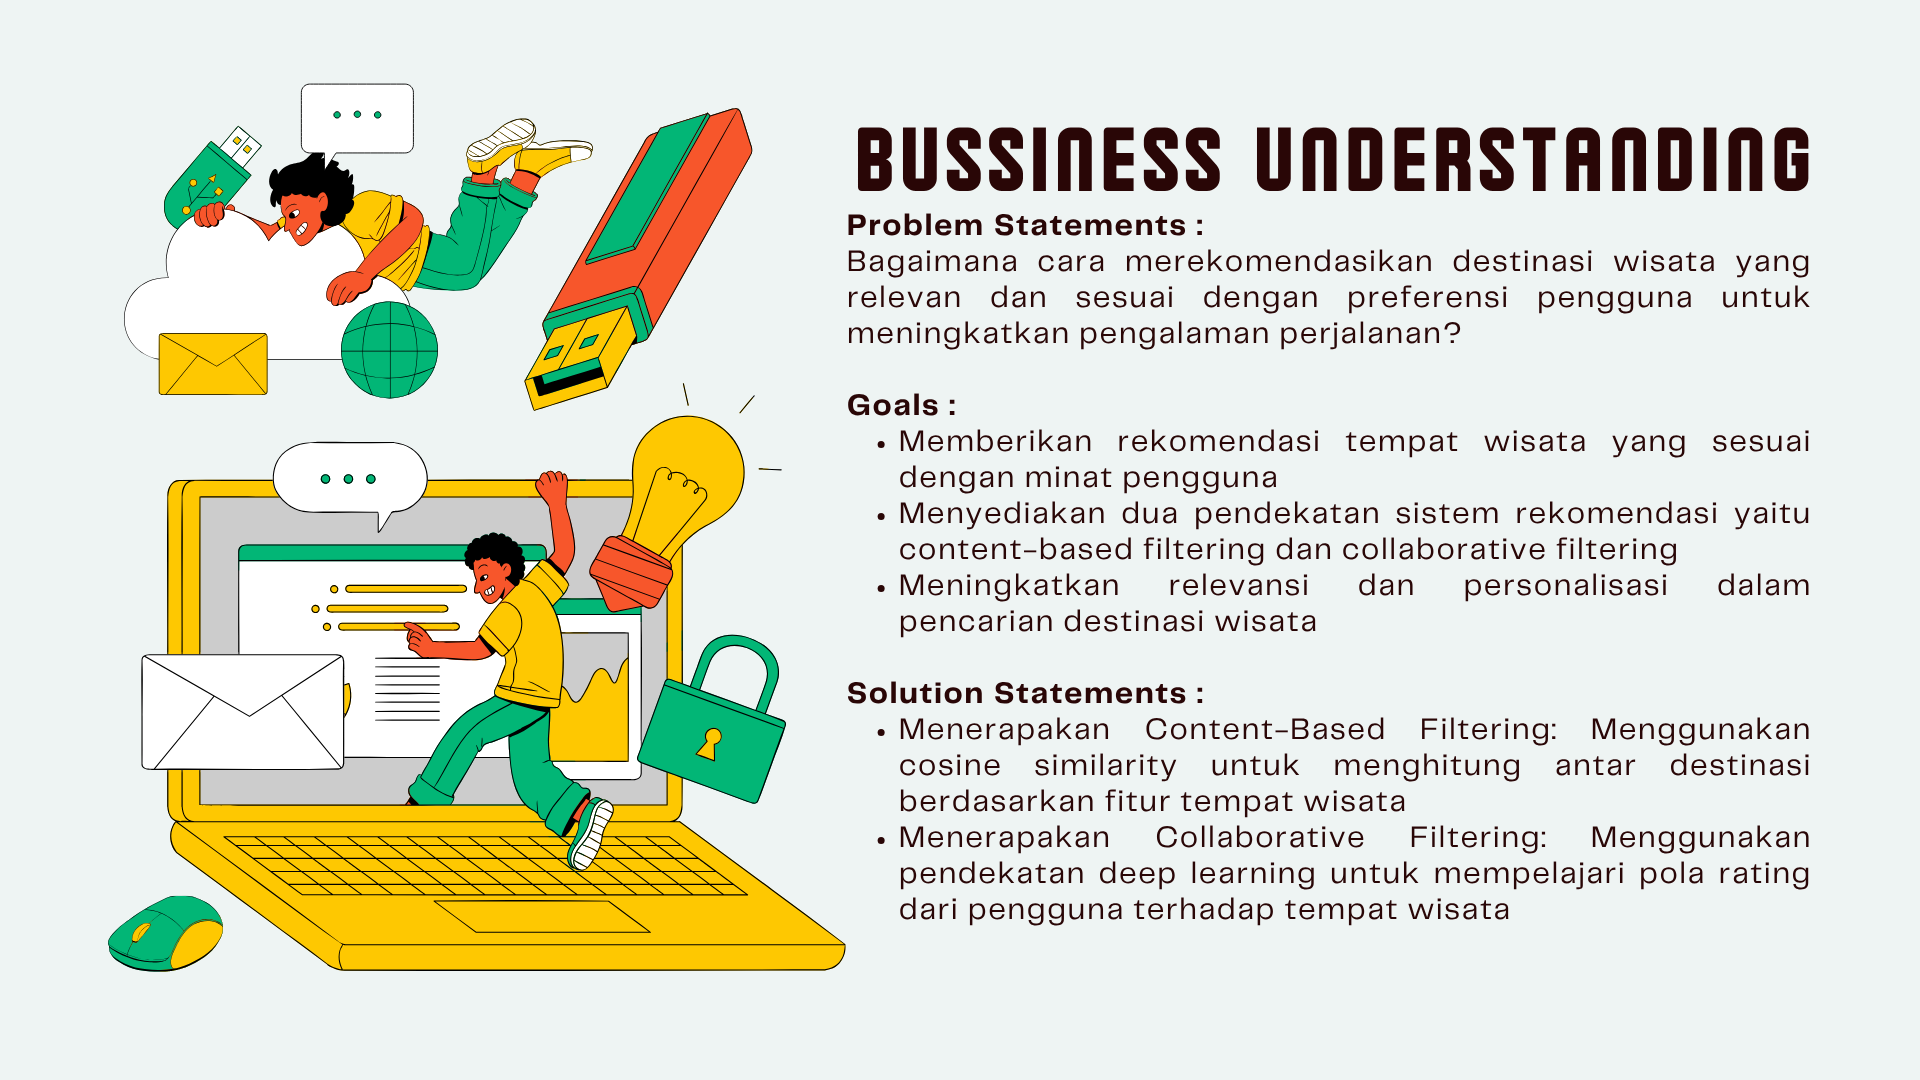 BUSSINESS UNDERSTANDING
Problem Statements :
Bagaimana cara merekomendasikan destinasi wisata yang
relevan dan sesuai dengan preferensi pengguna untuk
meningkatkan pengalaman perjalanan?
Goals :
• Memberikan rekomendasi tempat wisata yang sesuai
dengan minat pengguna
• Menyediakan dua pendekatan sistem rekomendasi yaitu
content-based filtering dan collaborative filtering
• Meningkatkan relevansi dan personalisasi dalam
pencarian destinasi wisata
Solution Statements :
• Menerapakan Content-Based Filtering: Menggunakan
cosine similarity untuk menghitung antar destinasi
berdasarkan fitur tempat wisata
• Menerapakan Collaborative Filtering: Menggunakan
pendekatan deep learning untuk mempelajari pola rating
dari pengguna terhadap tempat wisata